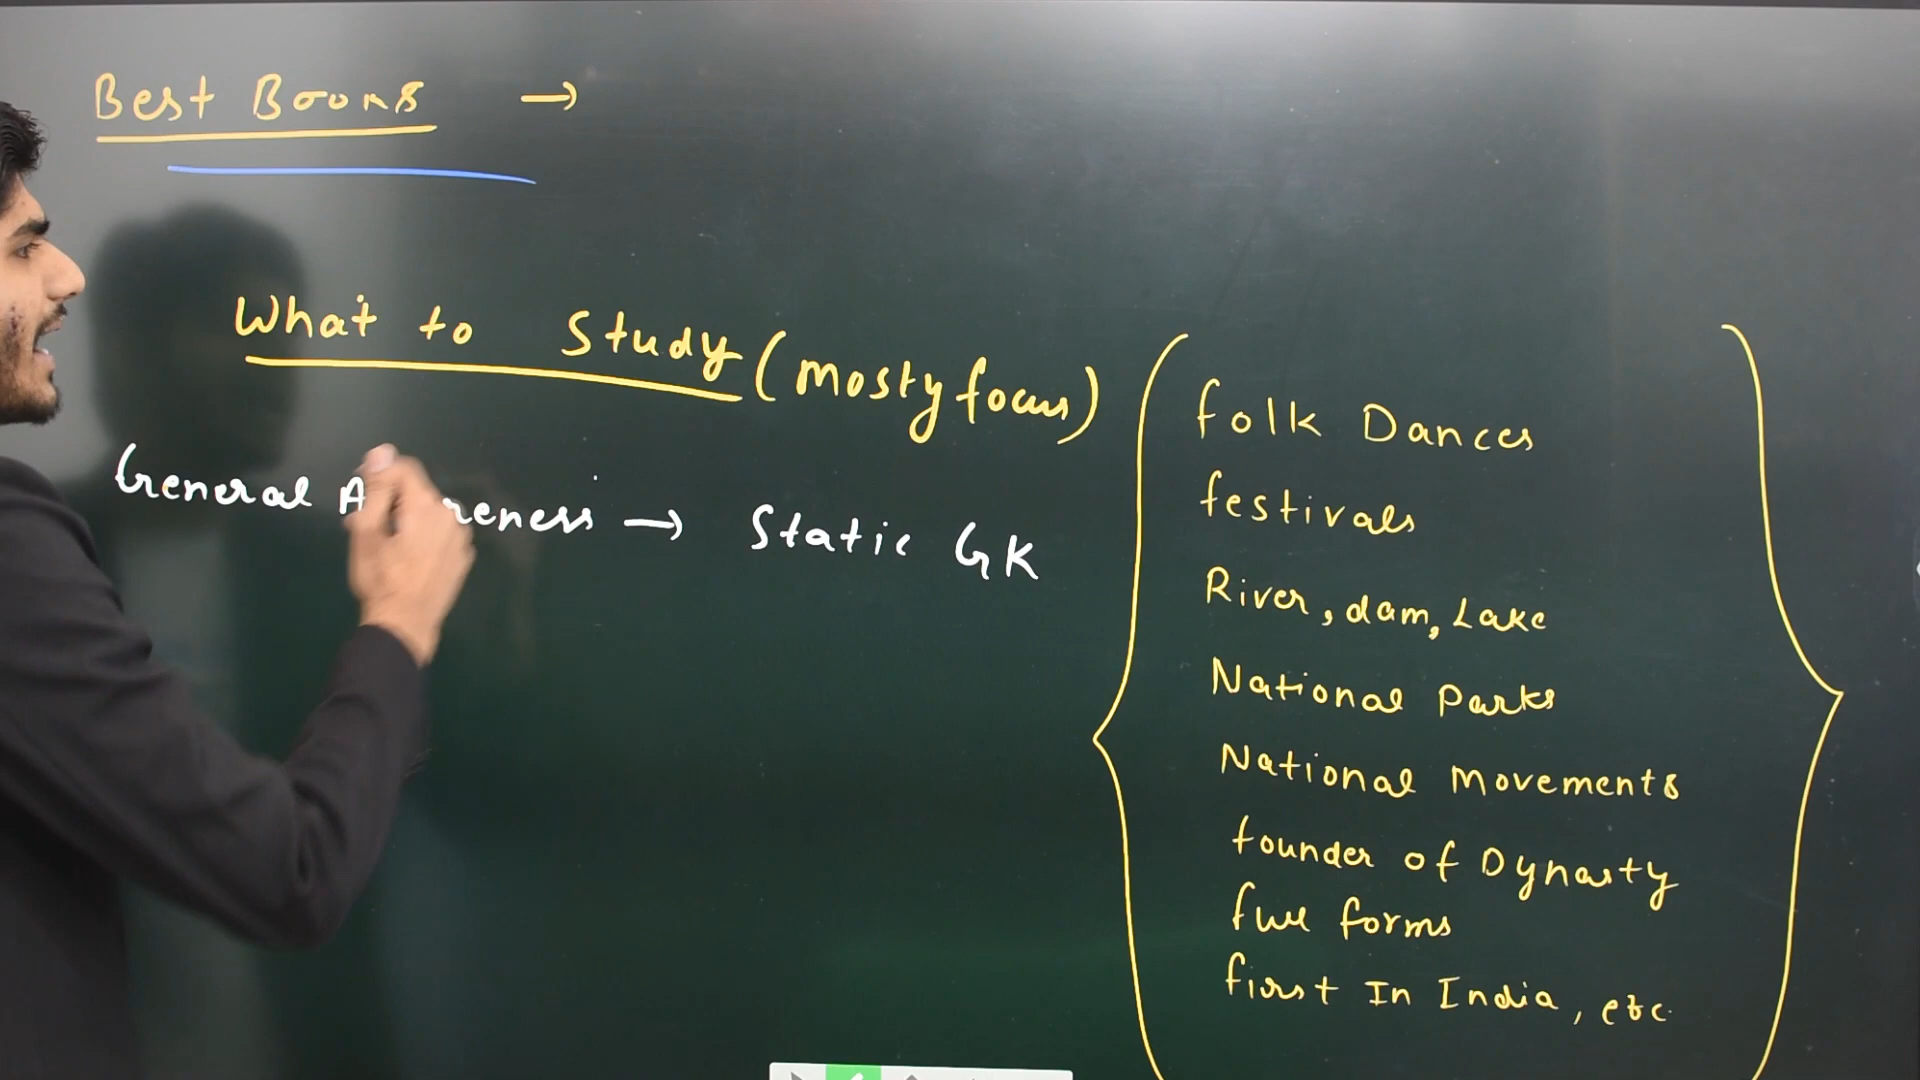 Best Books →
What to Study (mosty focus)
General A reness → Static GK
folk Dances
festivals
River, dam, Lake
National Parks
National Movements
founder of Dynasty
full forms
first In India, etc.